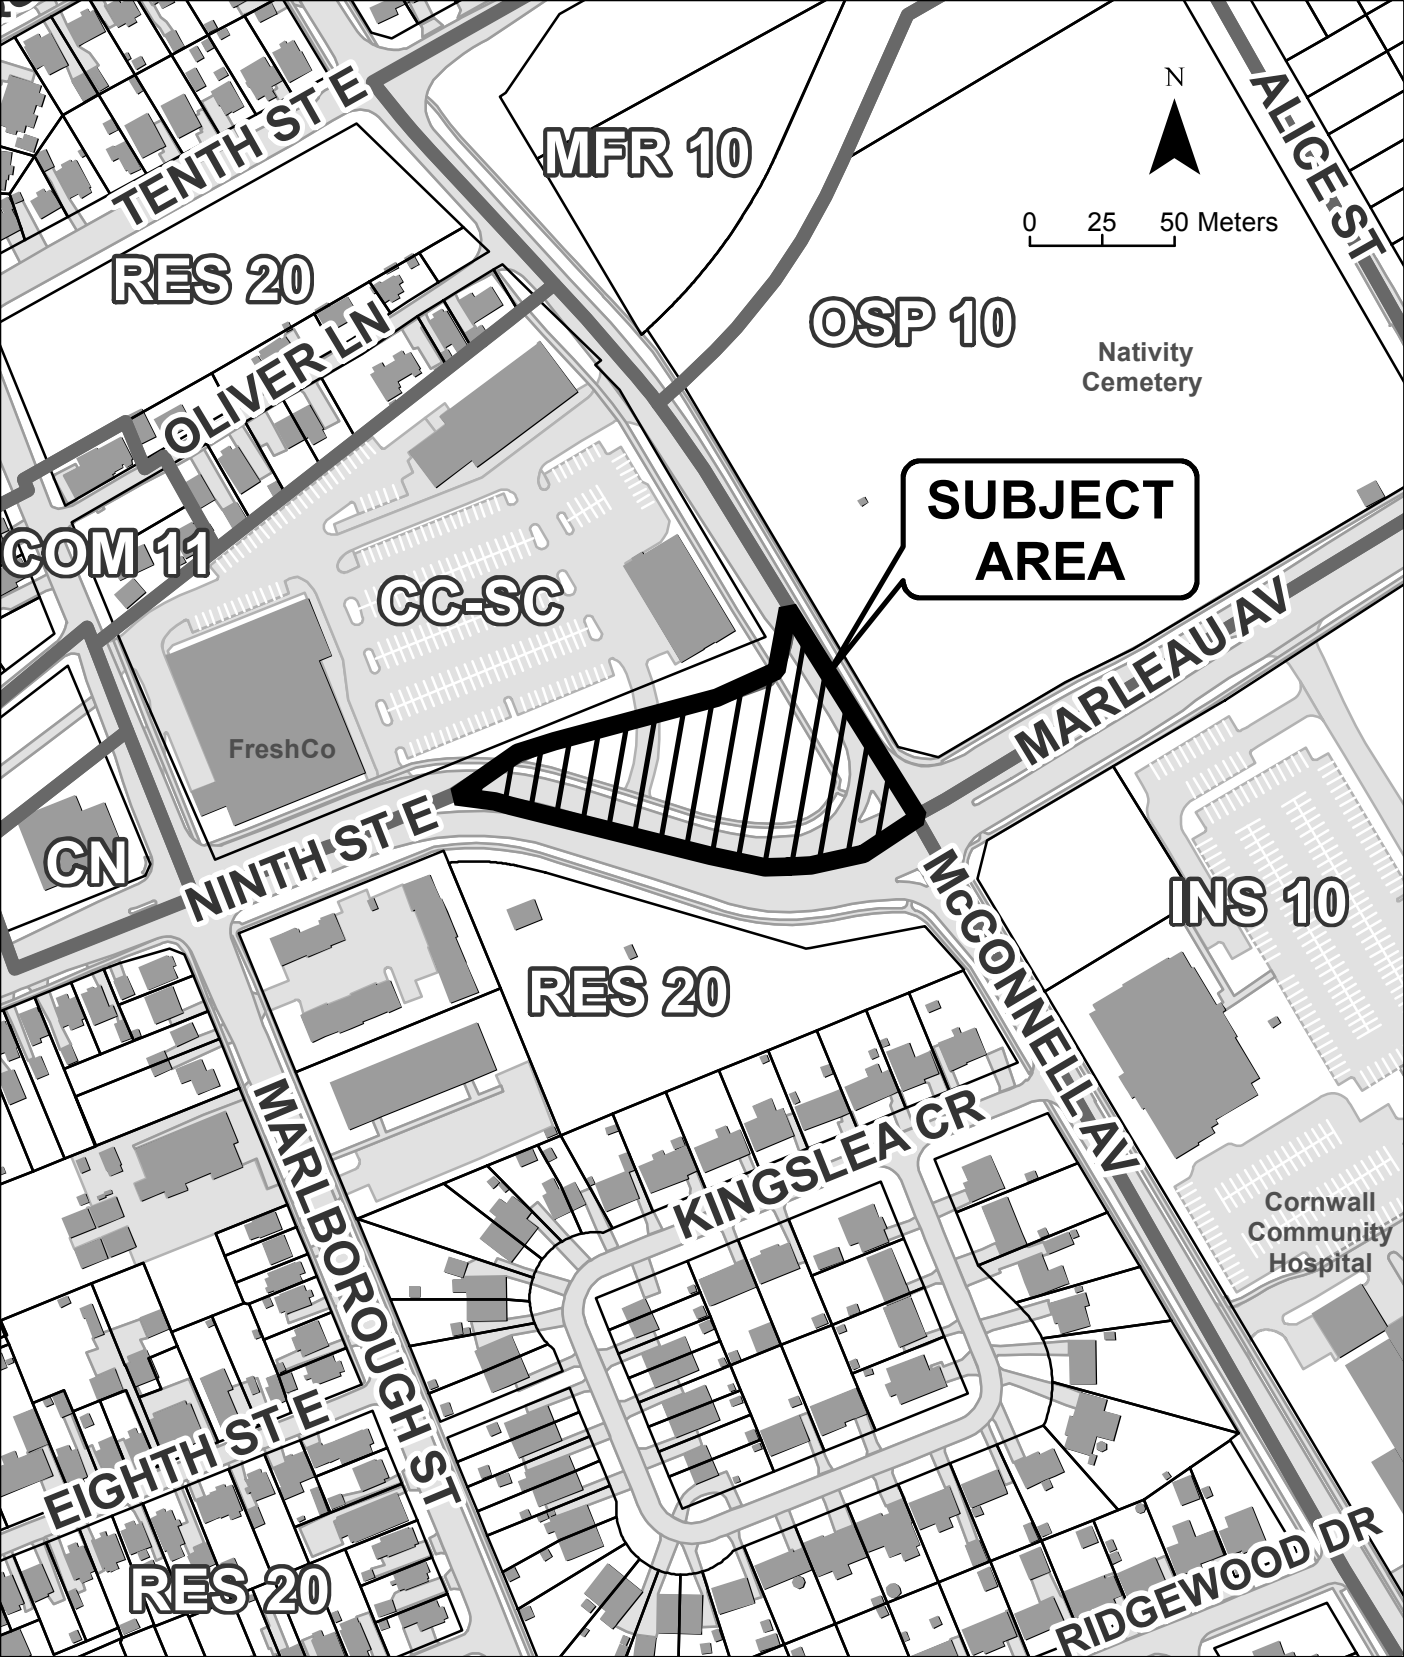 TENTH ST E
MFR 10
N
ALICE ST
0 25 50 Meters
RES 20
OLIVER LN
OSP 10
Nativity
Cemetery
SUBJECT
AREA
COM 11
CC-SC
MARLEAU AV
FreshCo
CN
NINTH ST E
McCONNELL AV
INS 10
RES 20
MARLBOROUGH ST
KINGSLEA CR
Cornwall
Community
Hospital
EIGHTH ST E
RES 20
RIDGEWOOD DR